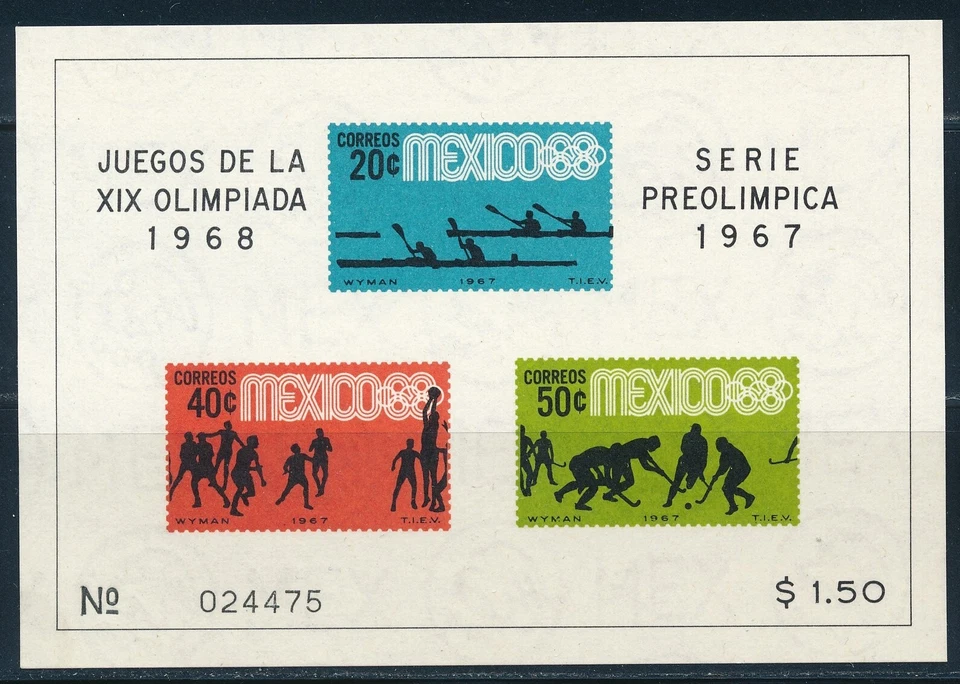 JUEGOS DE LA
XIX OLIMPIADA
1968
CORREOS
20¢ MEXICO68
WYMAN 1967 T.I.E.V.
SERIE
PREOLIMPICA
1967
CORREOS
40¢ MEXICO68
WYMAN 1967 T.I.E.V.
CORREOS
50¢ MEXICO68
WYMAN 1967 T.I.E.V.
Nº 024475
$ 1.50